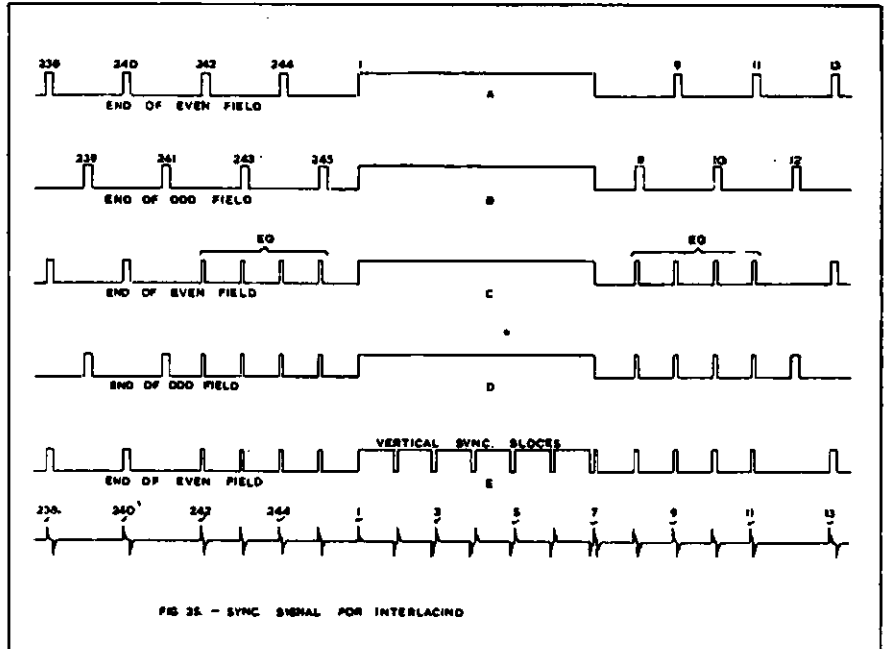 238 240 242 244 1 9 11 13
END OF EVEN FIELD A
239 241 243 245 8 10 12
END OF ODD FIELD B
EQ EQ
END OF EVEN FIELD C
END OF ODD FIELD D
VERTICAL SYNC. BLOCKS
END OF EVEN FIELD E
238 240 242 244 1 3 5 7 9 11 13
FIG 25. - SYNC SIGNAL FOR INTERLACING